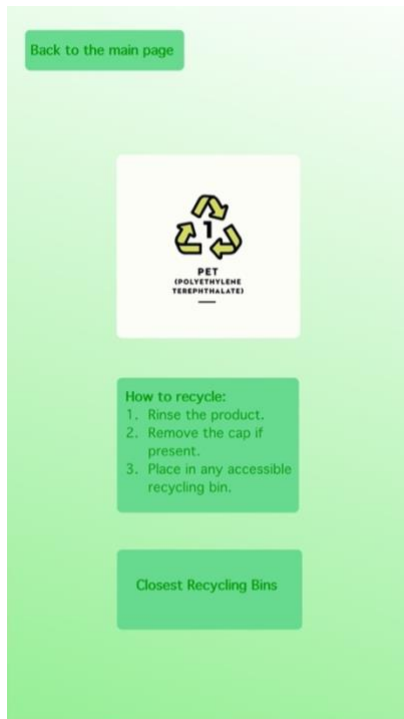 Back to the main page
1
PET
(POLYETHYLENE
TEREPHTHALATE)
How to recycle:
1. Rinse the product.
2. Remove the cap if
present.
3. Place in any accessible
recycling bin.
Closest Recycling Bins